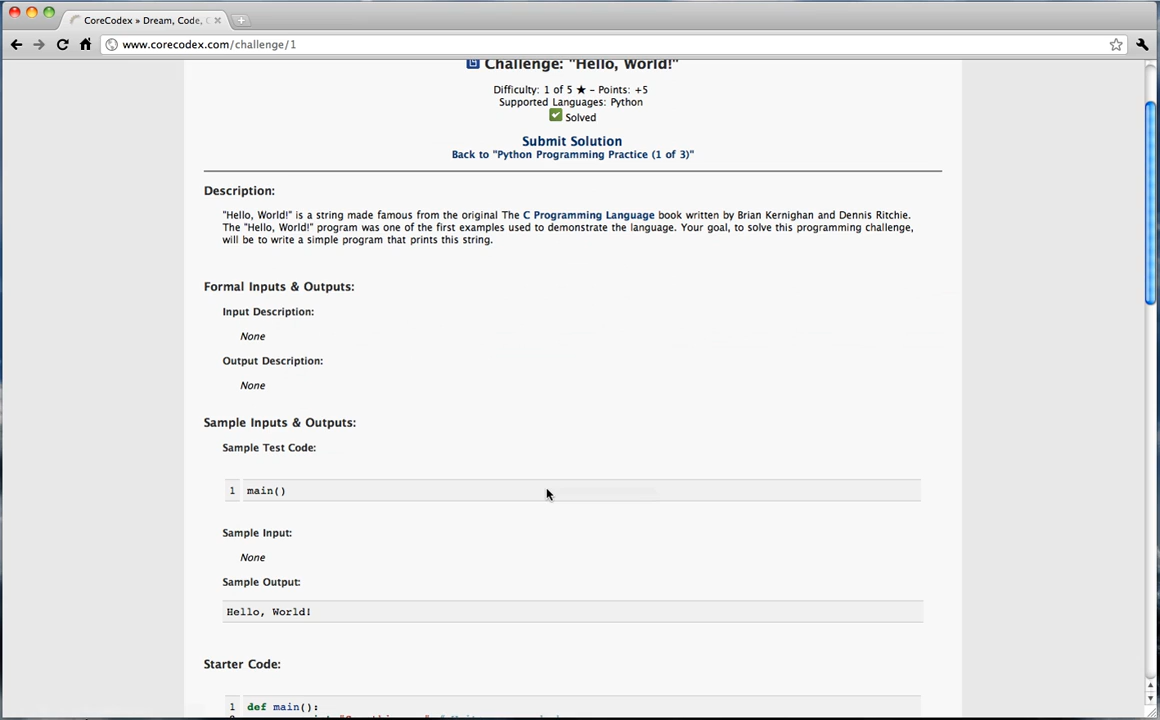 CoreCodex » Dream, Code,
www.corecodex.com/challenge/1
Challenge: "Hello, World!"
Difficulty: 1 of 5 ★ – Points: +5
Supported Languages: Python
Solved
Submit Solution
Back to "Python Programming Practice (1 of 3)"
Description:
"Hello, World!" is a string made famous from the original The C Programming Language book written by Brian Kernighan and Dennis Ritchie.
The "Hello, World!" program was one of the first examples used to demonstrate the language. Your goal, to solve this programming challenge,
will be to write a simple program that prints this string.
Formal Inputs & Outputs:
Input Description:
None
Output Description:
None
Sample Inputs & Outputs:
Sample Test Code:
1 main()
Sample Input:
None
Sample Output:
Hello, World!
Starter Code:
1 def main():